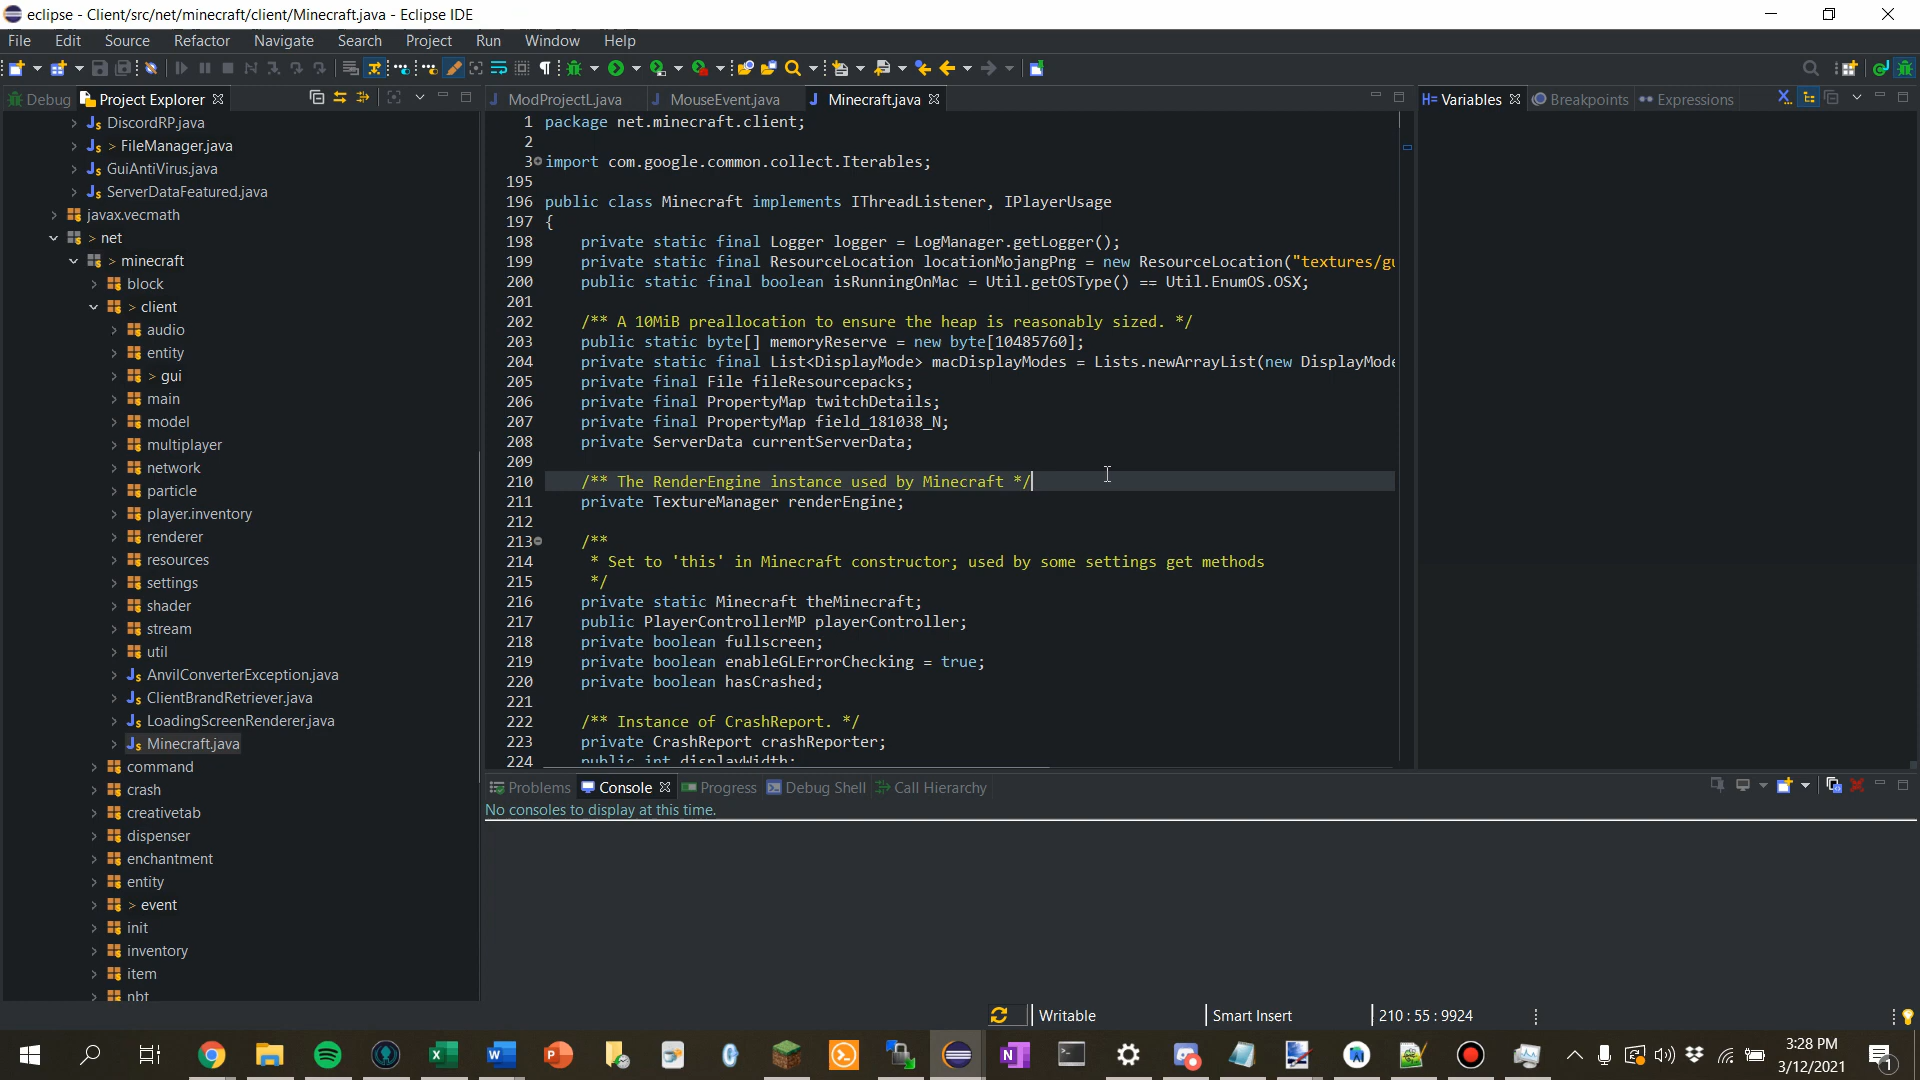 eclipse - Client/src/net/minecraft/client/Minecraft.java - Eclipse IDE
File Edit Source Refactor Navigate Search Project Run Window Help
Debug Project Explorer
DiscordRP.java
> FileManager.java
GuiAntiVirus.java
ServerDataFeatured.java
javax.vecmath
> net
> minecraft
block
> client
audio
entity
> gui
main
model
multiplayer
network
particle
player.inventory
renderer
resources
settings
shader
stream
util
AnvilConverterException.java
ClientBrandRetriever.java
LoadingScreenRenderer.java
Minecraft.java
command
crash
creativetab
dispenser
enchantment
entity
> event
init
inventory
item
nbt
ModProjectL.java MouseEvent.java Minecraft.java
1 package net.minecraft.client;
2
3 import com.google.common.collect.Iterables;
195
196 public class Minecraft implements IThreadListener, IPlayerUsage
197 {
198 private static final Logger logger = LogManager.getLogger();
199 private static final ResourceLocation locationMojangPng = new ResourceLocation("textures/gu
200 public static final boolean isRunningOnMac = Util.getOSType() == Util.EnumOS.OSX;
201
202 /** A 10MiB preallocation to ensure the heap is reasonably sized. */
203 public static byte[] memoryReserve = new byte[10485760];
204 private static final List<DisplayMode> macDisplayModes = Lists.newArrayList(new DisplayMode
205 private final File fileResourcepacks;
206 private final PropertyMap twitchDetails;
207 private final PropertyMap field_181038_N;
208 private ServerData currentServerData;
209
210 /** The RenderEngine instance used by Minecraft */
211 private TextureManager renderEngine;
212
213 /**
214 * Set to 'this' in Minecraft constructor; used by some settings get methods
215 */
216 private static Minecraft theMinecraft;
217 public PlayerControllerMP playerController;
218 private boolean fullscreen;
219 private boolean enableGLErrorChecking = true;
220 private boolean hasCrashed;
221
222 /** Instance of CrashReport. */
223 private CrashReport crashReporter;
224 public int displayWidth;
Variables Breakpoints Expressions
Problems Console Progress Debug Shell Call Hierarchy
No consoles to display at this time.
Writable Smart Insert 210 : 55 : 9924
3:28 PM
3/12/2021
1